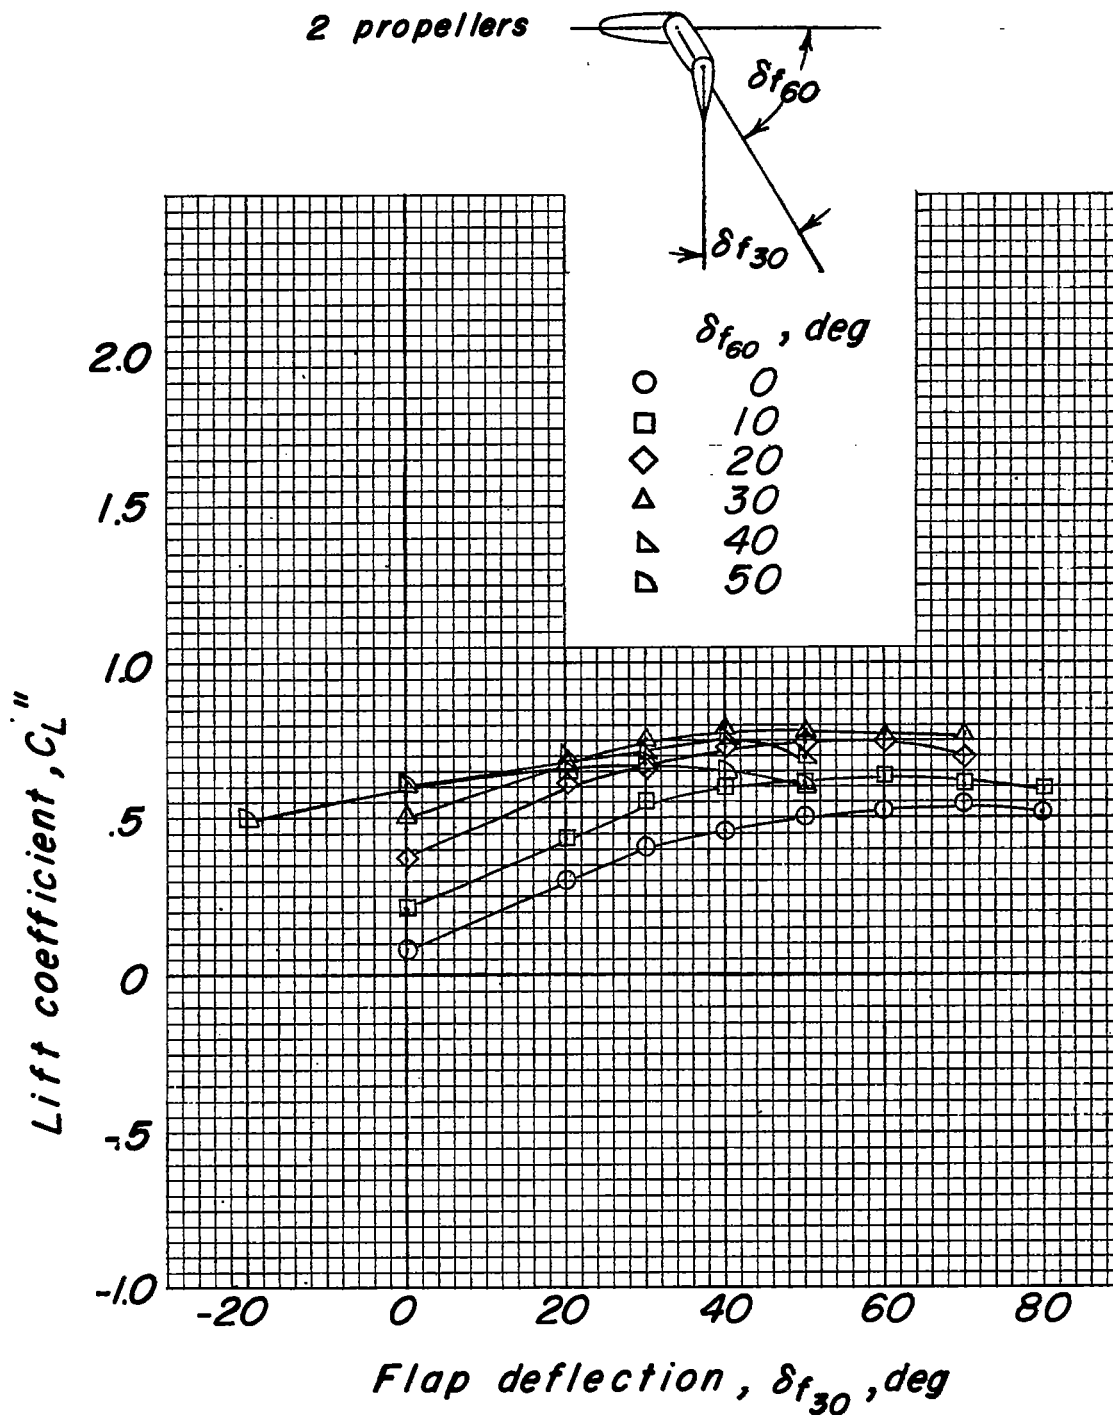 2 propellers
δf60
δf30
δf60, deg
0
10
20
30
40
50
2.0
1.5
1.0
.5
0
-.5
-1.0
Lift coefficient, CL"
-20 0 20 40 60 80
Flap deflection, δf30, deg